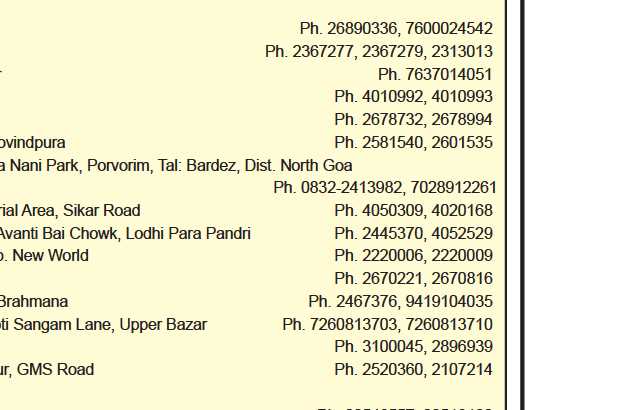 Ph. 26890336, 7600024542
Ph. 2367277, 2367279, 2313013
Ph. 7637014051
Ph. 4010992, 4010993
Ph. 2678732, 2678994
ovindpura Ph. 2581540, 2601535
a Nani Park, Porvorim, Tal: Bardez, Dist. North Goa
Ph. 0832-2413982, 7028912261
rial Area, Sikar Road Ph. 4050309, 4020168
Avanti Bai Chowk, Lodhi Para Pandri Ph. 2445370, 4052529
o. New World Ph. 2220006, 2220009
Ph. 2670221, 2670816
Brahmana Ph. 2467376, 9419104035
oti Sangam Lane, Upper Bazar Ph. 7260813703, 7260813710
Ph. 3100045, 2896939
ur, GMS Road Ph. 2520360, 2107214